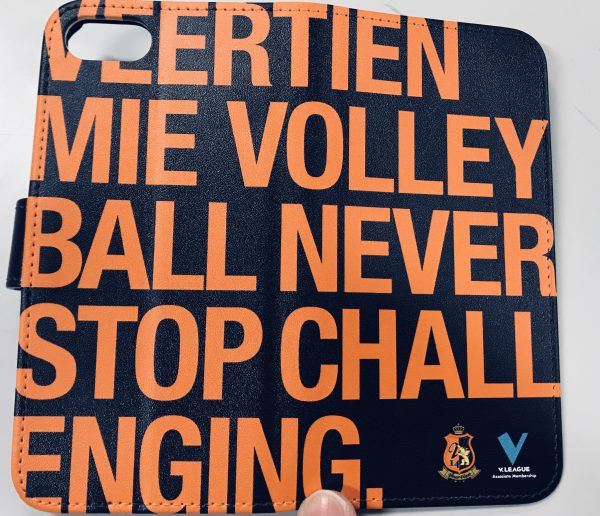 VEERTIEN
MIE VOLLEY
BALL NEVER
STOP CHALL
ENGING.
V.LEAGUE
Associate Membership